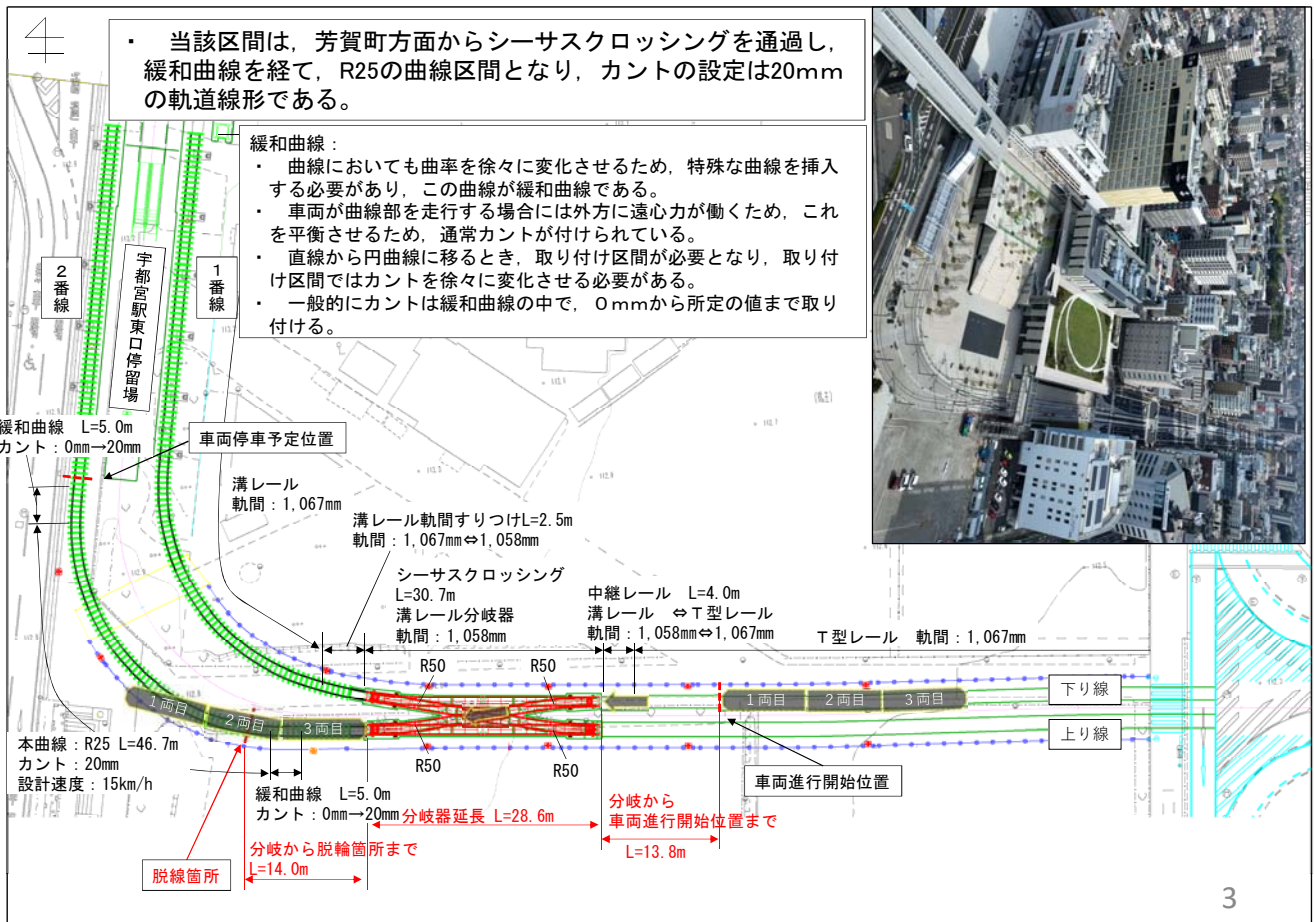 ・ 当該区間は，芳賀町方面からシーサスクロッシングを通過し，
緩和曲線を経て，R25の曲線区間となり，カントの設定は20mm
の軌道線形である。
緩和曲線：
・ 曲線においても曲率を徐々に変化させるため，特殊な曲線を挿入
する必要があり，この曲線が緩和曲線である。
・ 車両が曲線部を走行する場合には外方に遠心力が働くため，これ
を平衡させるため，通常カントが付けられている。
・ 直線から円曲線に移るとき，取り付け区間が必要となり，取り付
け区間ではカントを徐々に変化させる必要がある。
・ 一般的にカントは緩和曲線の中で，０mmから所定の値まで取り
付ける。
２番線
宇都宮駅東口停留場
１番線
緩和曲線 L=5.0m
カント：0mm→20mm
車両停車予定位置
溝レール
軌間：1,067mm
溝レール軌間すりつけL=2.5m
軌間：1,067mm⇔1,058mm
シーサスクロッシング
L=30.7m
溝レール分岐器
軌間：1,058mm
中継レール L=4.0m
溝レール ⇔Ｔ型レール
軌間：1,058mm⇔1,067mm
Ｔ型レール 軌間：1,067mm
R50
R50
R50
R50
１両目
２両目
３両目
１両目
２両目
３両目
下り線
上り線
本曲線：R25 L=46.7m
カント：20mm
設計速度：15km/h
緩和曲線 L=5.0m
カント：0mm→20mm
車両進行開始位置
分岐器延長 L=28.6m
分岐から
車両進行開始位置まで
L=13.8m
分岐から脱輪箇所まで
L=14.0m
脱線箇所
3